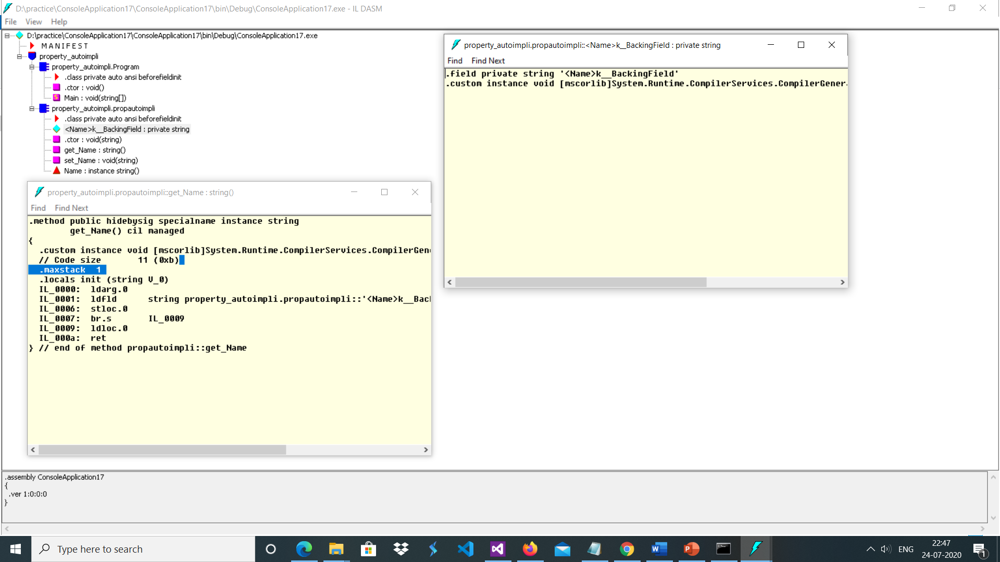 D:\practice\ConsoleApplication17\ConsoleApplication17\bin\Debug\ConsoleApplication17.exe - IL DASM
File View Help
D:\practice\ConsoleApplication17\ConsoleApplication17\bin\Debug\ConsoleApplication17.exe
MANIFEST
property_autoimpli
property_autoimpli.Program
.class private auto ansi beforefieldinit
.ctor : void()
Main : void(string[])
property_autoimpli.propautoimpli
.class private auto ansi beforefieldinit
<Name>k__BackingField : private string
.ctor : void(string)
get_Name : string()
set_Name : void(string)
Name : instance string()
property_autoimpli.propautoimpli::<Name>k__BackingField : private string
Find Find Next
.field private string '<Name>k__BackingField'
.custom instance void [mscorlib]System.Runtime.CompilerServices.CompilerGener
property_autoimpli.propautoimpli::get_Name : string()
Find Find Next
.method public hidebysig specialname instance string
get_Name() cil managed
{
.custom instance void [mscorlib]System.Runtime.CompilerServices.CompilerGen
// Code size 11 (0xb)
.maxstack 1
.locals init (string V_0)
IL_0000: ldarg.0
IL_0001: ldfld string property_autoimpli.propautoimpli::'<Name>k__Bac
IL_0006: stloc.0
IL_0007: br.s IL_0009
IL_0009: ldloc.0
IL_000a: ret
} // end of method propautoimpli::get_Name
.assembly ConsoleApplication17
{
.ver 1:0:0:0
}
Type here to search
ENG
22:47
24-07-2020
1